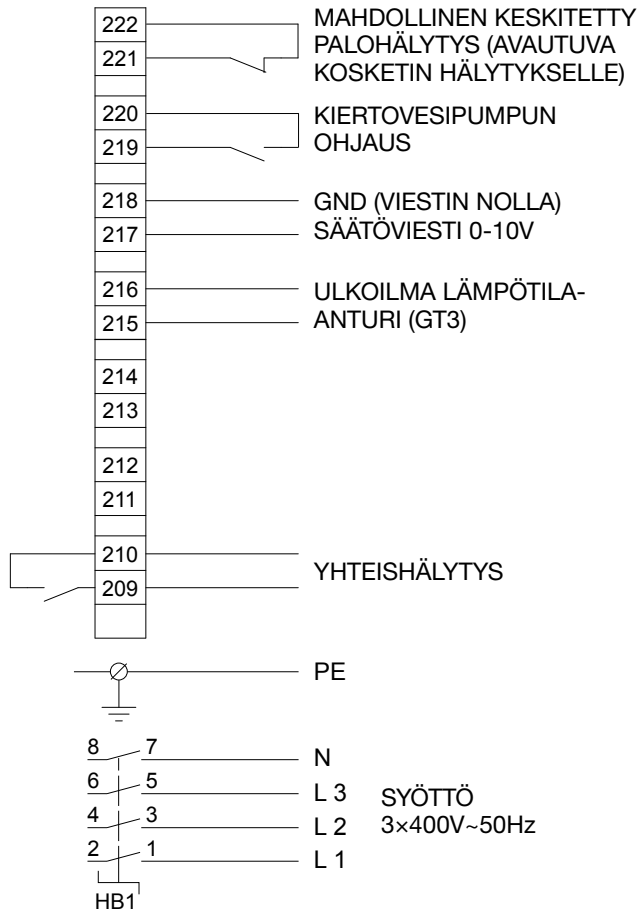 222
221
MAHDOLLINEN KESKITETTY
PALOHÄLYTYS (AVAUTUVA
KOSKETIN HÄLYTYKSELLE)
220
219
KIERTOVESIPUMPUN
OHJAUS
218 GND (VIESTIN NOLLA)
217 SÄÄTÖVIESTI 0-10V
216
215
ULKOILMA LÄMPÖTILA-
ANTURI (GT3)
214
213
212
211
210
209
YHTEISHÄLYTYS
PE
8 7 N
6 5 L 3
4 3 L 2
2 1 L 1
SYÖTTÖ
3×400V~50Hz
HB1